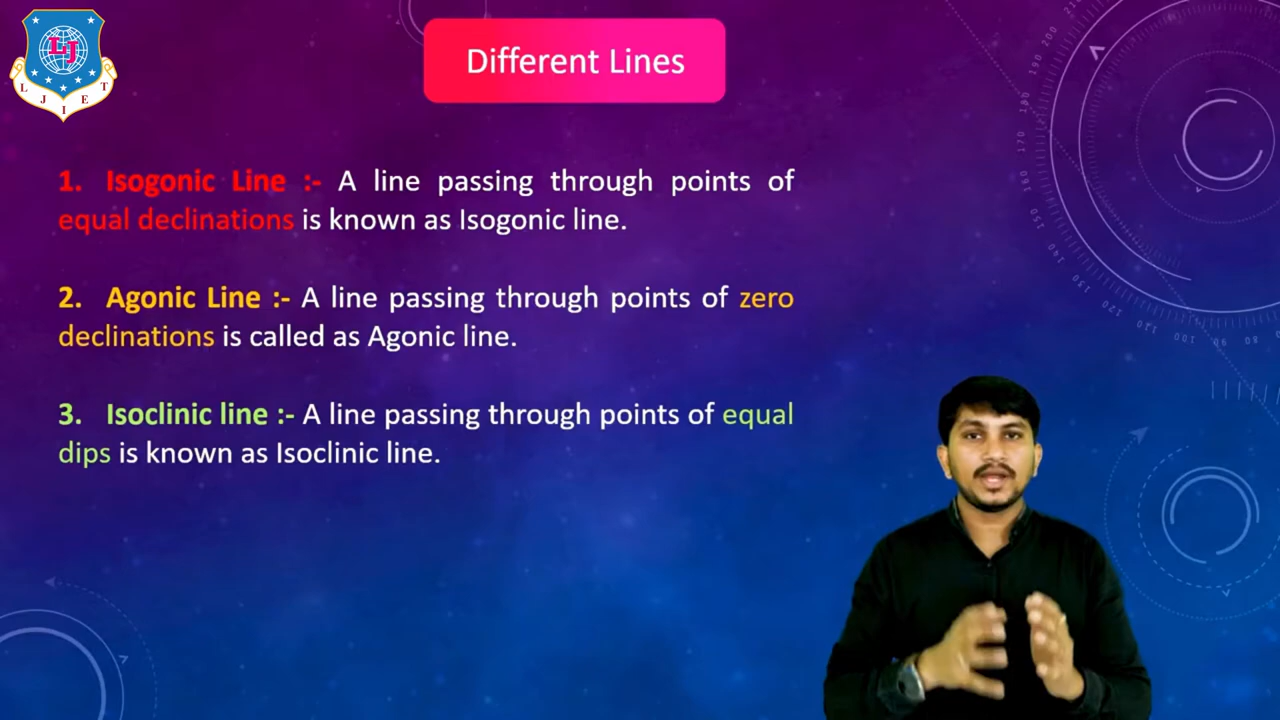 LJ
L J I E T
Different Lines
1. Isogonic Line :- A line passing through points of
equal declinations is known as Isogonic line.
2. Agonic Line :- A line passing through points of zero
declinations is called as Agonic line.
3. Isoclinic line :- A line passing through points of equal
dips is known as Isoclinic line.